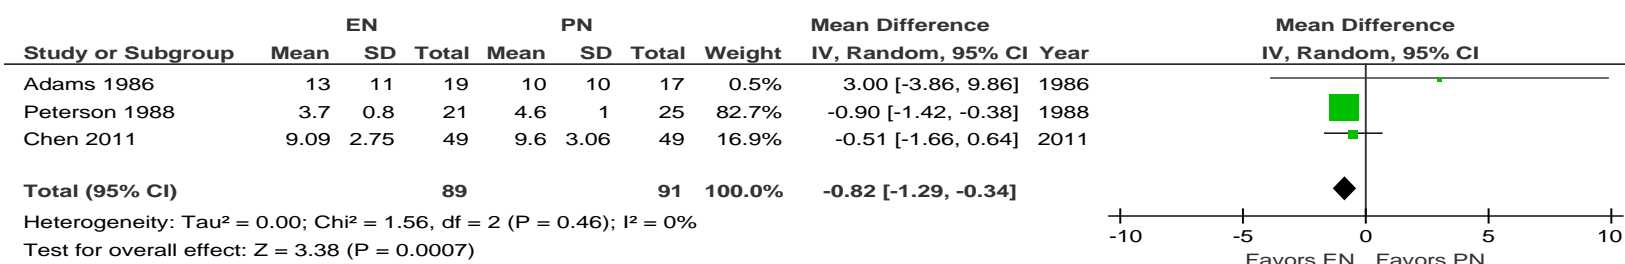 EN PN Mean Difference Mean Difference
Study or Subgroup Mean SD Total Mean SD Total Weight IV, Random, 95% CI Year IV, Random, 95% CI
Adams 1986 13 11 19 10 10 17 0.5% 3.00 [-3.86, 9.86] 1986
Peterson 1988 3.7 0.8 21 4.6 1 25 82.7% -0.90 [-1.42, -0.38] 1988
Chen 2011 9.09 2.75 49 9.6 3.06 49 16.9% -0.51 [-1.66, 0.64] 2011
Total (95% CI) 89 91 100.0% -0.82 [-1.29, -0.34]
Heterogeneity: Tau² = 0.00; Chi² = 1.56, df = 2 (P = 0.46); I² = 0%
Test for overall effect: Z = 3.38 (P = 0.0007)
-10 -5 0 5 10
Favors EN Favors PN